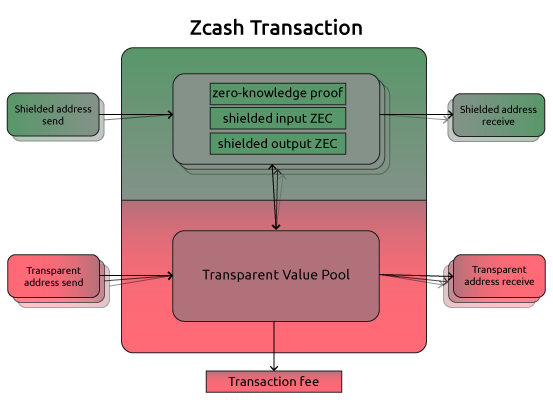 Zcash Transaction
Shielded address
send
zero-knowledge proof
shielded input ZEC
shielded output ZEC
Shielded address
receive
Transparent
address send
Transparent Value Pool
Transparent
address receive
Transaction fee